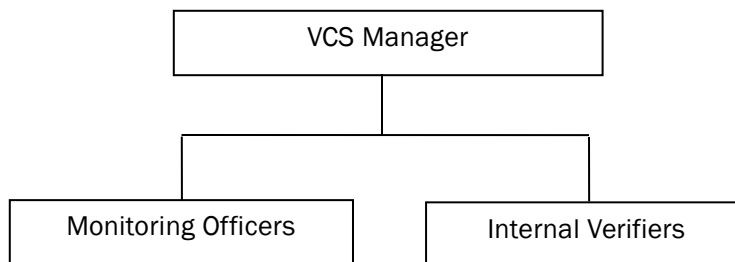 VCS Manager
Monitoring Officers
Internal Verifiers